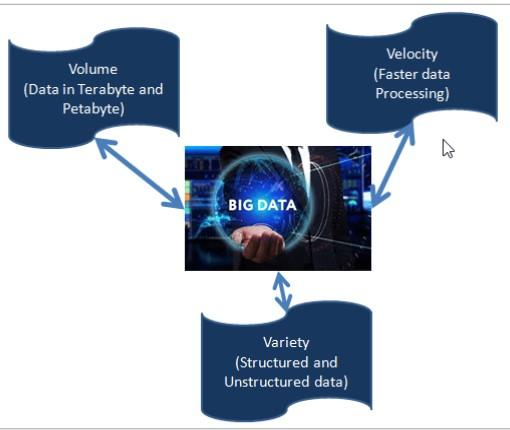 Volume
(Data in Terabyte and
Petabyte)
Velocity
(Faster data
Processing)
BIG DATA
Variety
(Structured and
Unstructured data)